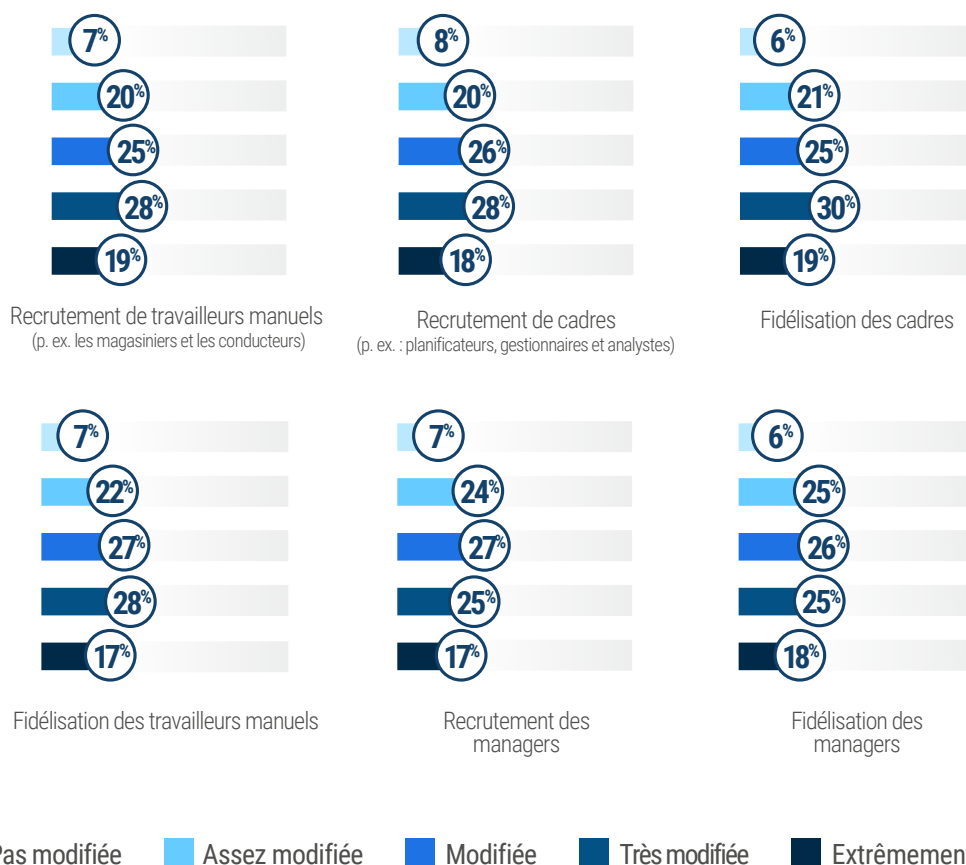 7%
20%
25%
28%
19%
Recrutement de travailleurs manuels
(p. ex. les magasiniers et les conducteurs)
8%
20%
26%
28%
18%
Recrutement de cadres
(p. ex. : planificateurs, gestionnaires et analystes)
6%
21%
25%
30%
19%
Fidélisation des cadres
7%
22%
27%
28%
17%
Fidélisation des travailleurs manuels
7%
24%
27%
25%
17%
Recrutement des
managers
6%
25%
26%
25%
18%
Fidélisation des
managers
Pas modifiée Assez modifiée Modifiée Très modifiée Extrêmemen